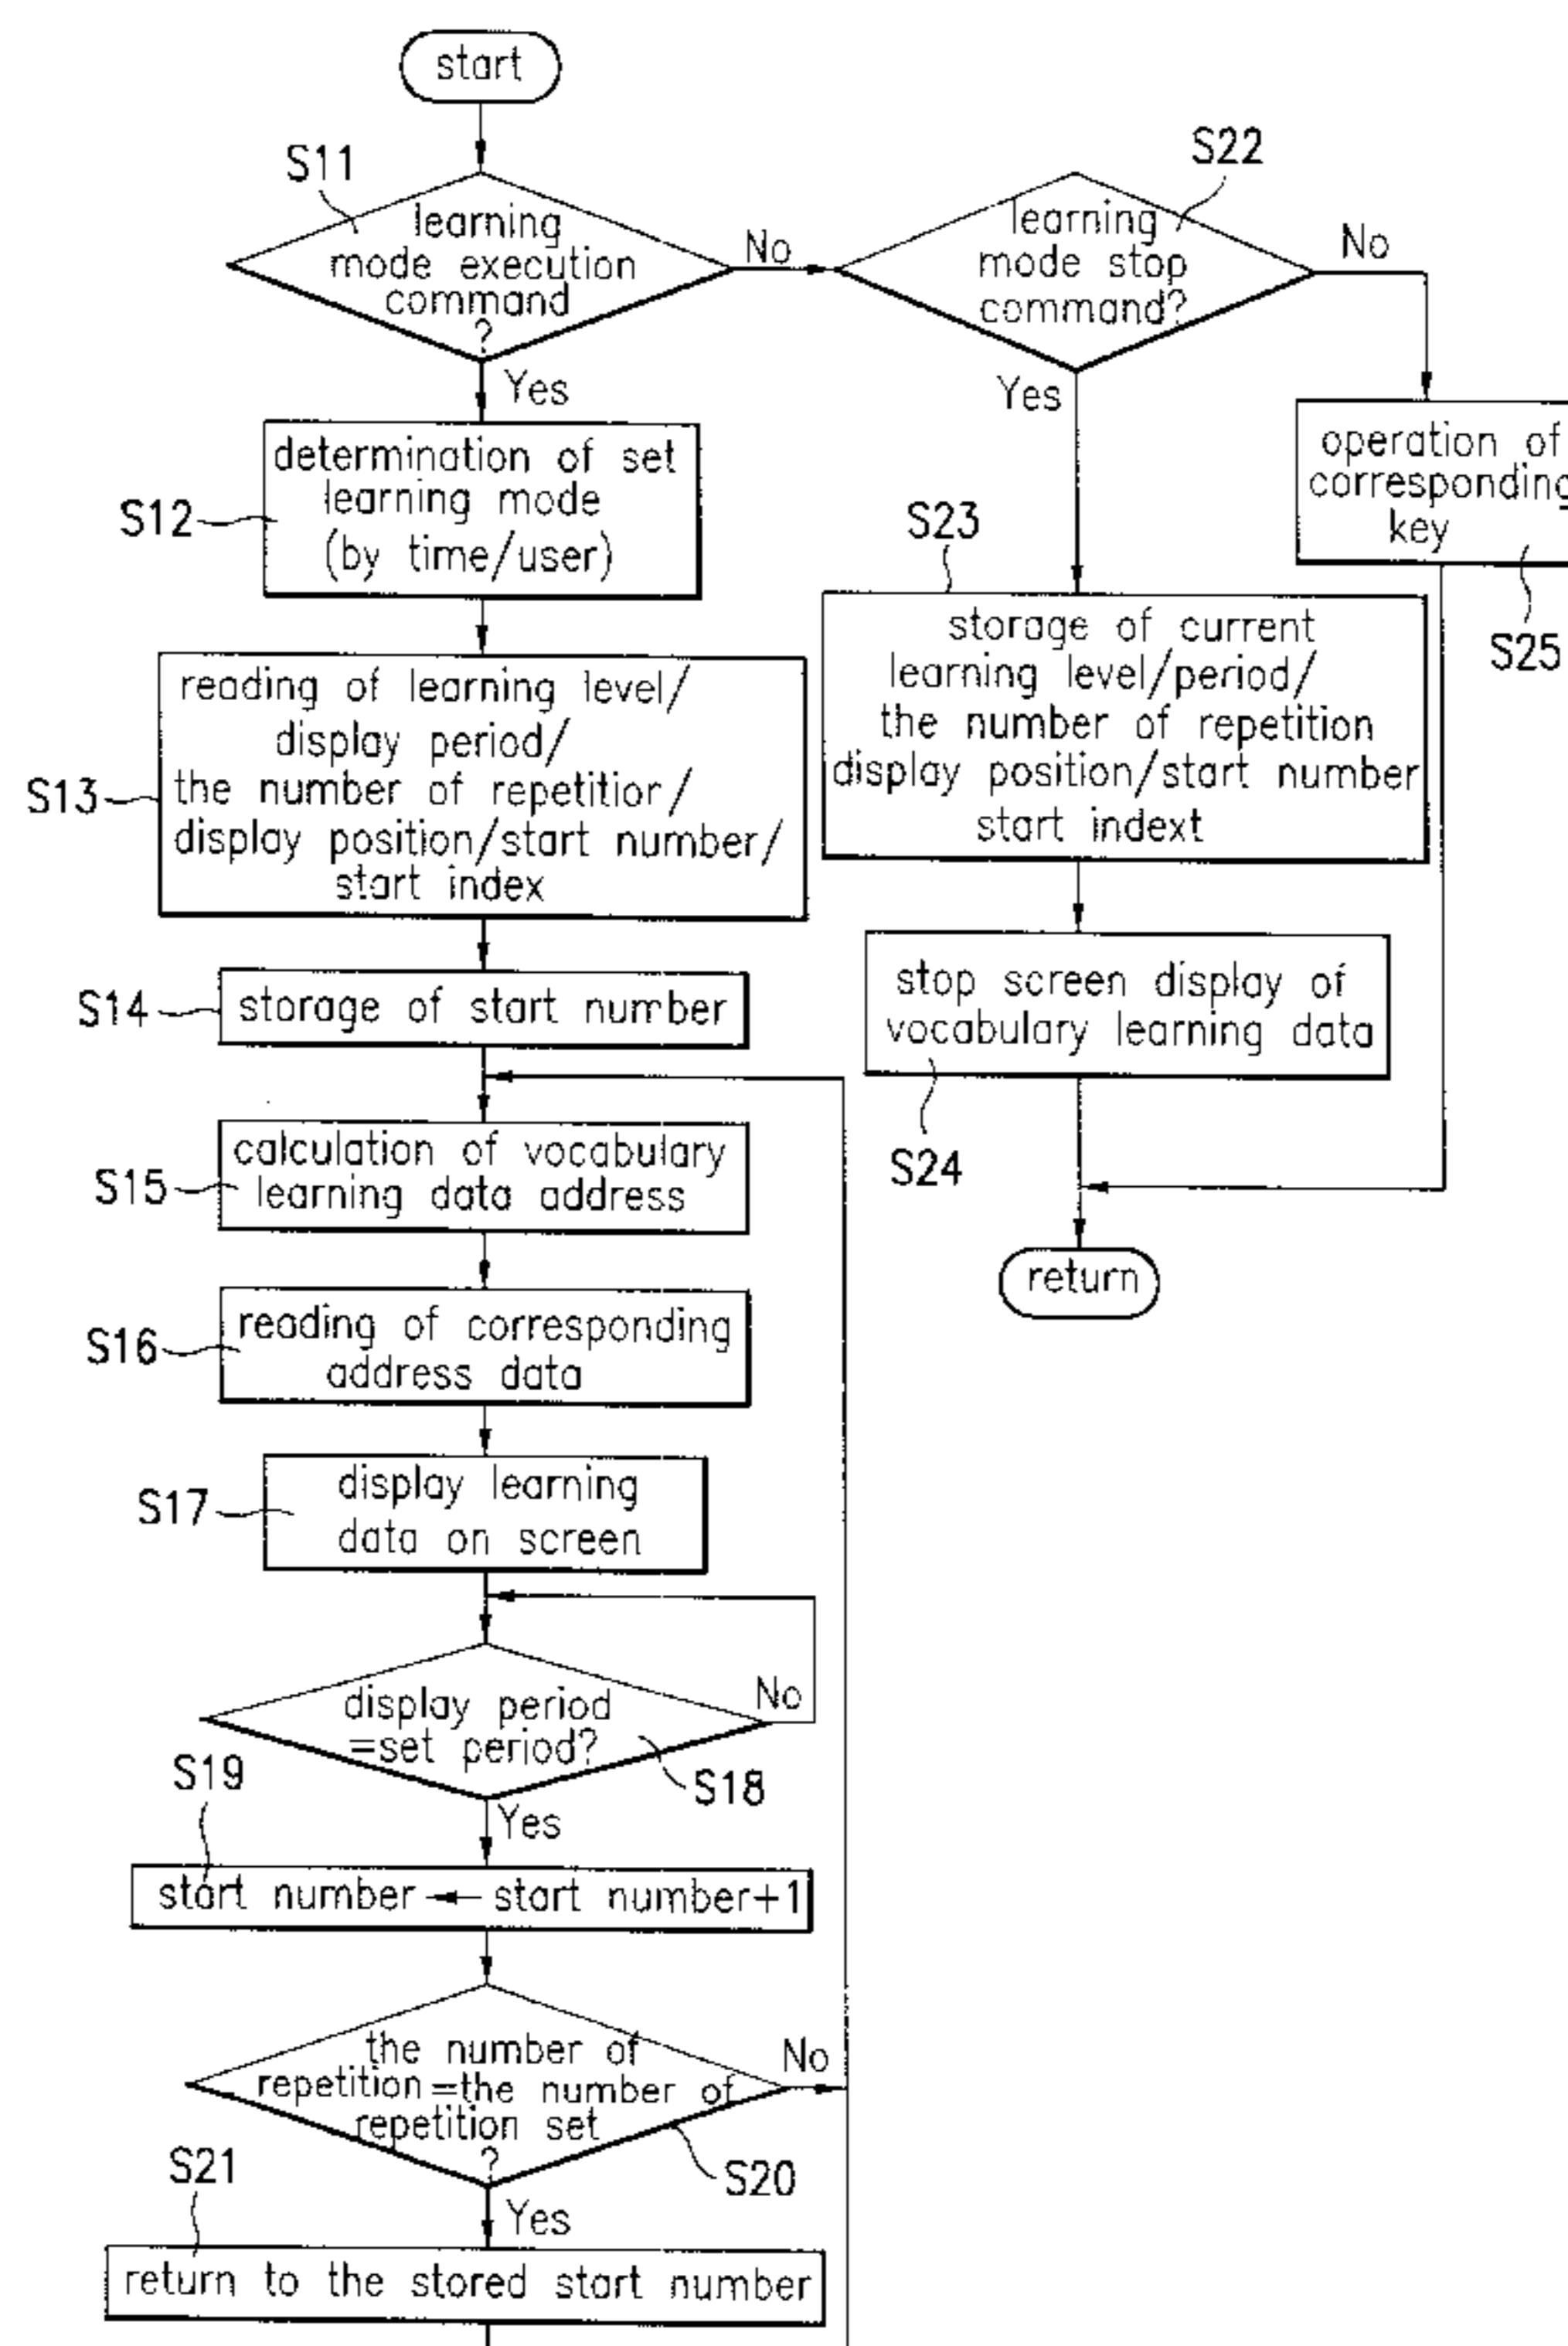 start
S11
learning
mode execution
command
?
No
Yes
S22
learning
mode stop
command?
No
Yes
S12
determination of set
learning mode
(by time/user)
operation of
corresponding
key
S25
S23
storage of current
learning level/period/
the number of repetition
display position/start number
start indext
S13
reading of learning level/
display period/
the number of repetitior/
display position/start number/
start index
S14
storage of start number
stop screen display of
vocabulary learning data
S24
S15
calculation of vocabulary
learning data address
return
S16
reading of corresponding
address data
S17
display learning
data on screen
display period
=set period?
No
S18
Yes
S19
start number ← start number+1
the number of
repetition=the number of
repetition set
?
No
S20
Yes
S21
return to the stored start number